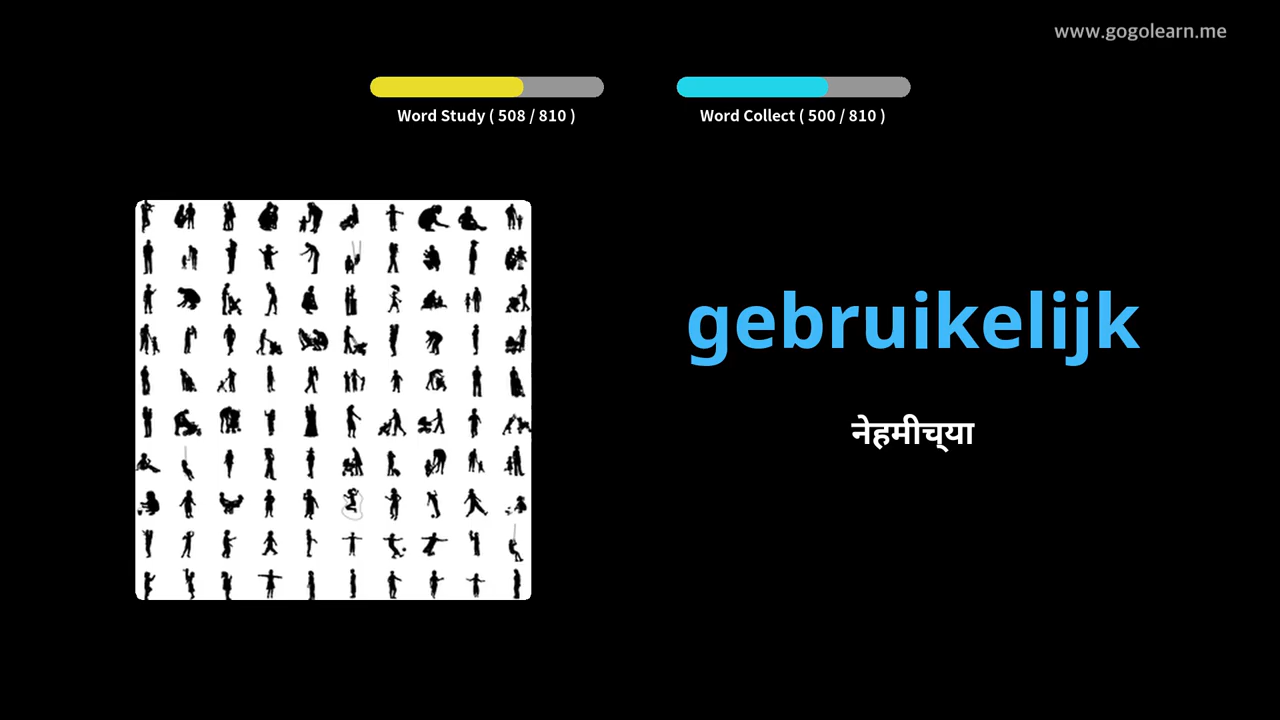 www.gogolearn.me
Word Study ( 508 / 810 )
Word Collect ( 500 / 810 )
gebruikelijk
नेहमीच्या